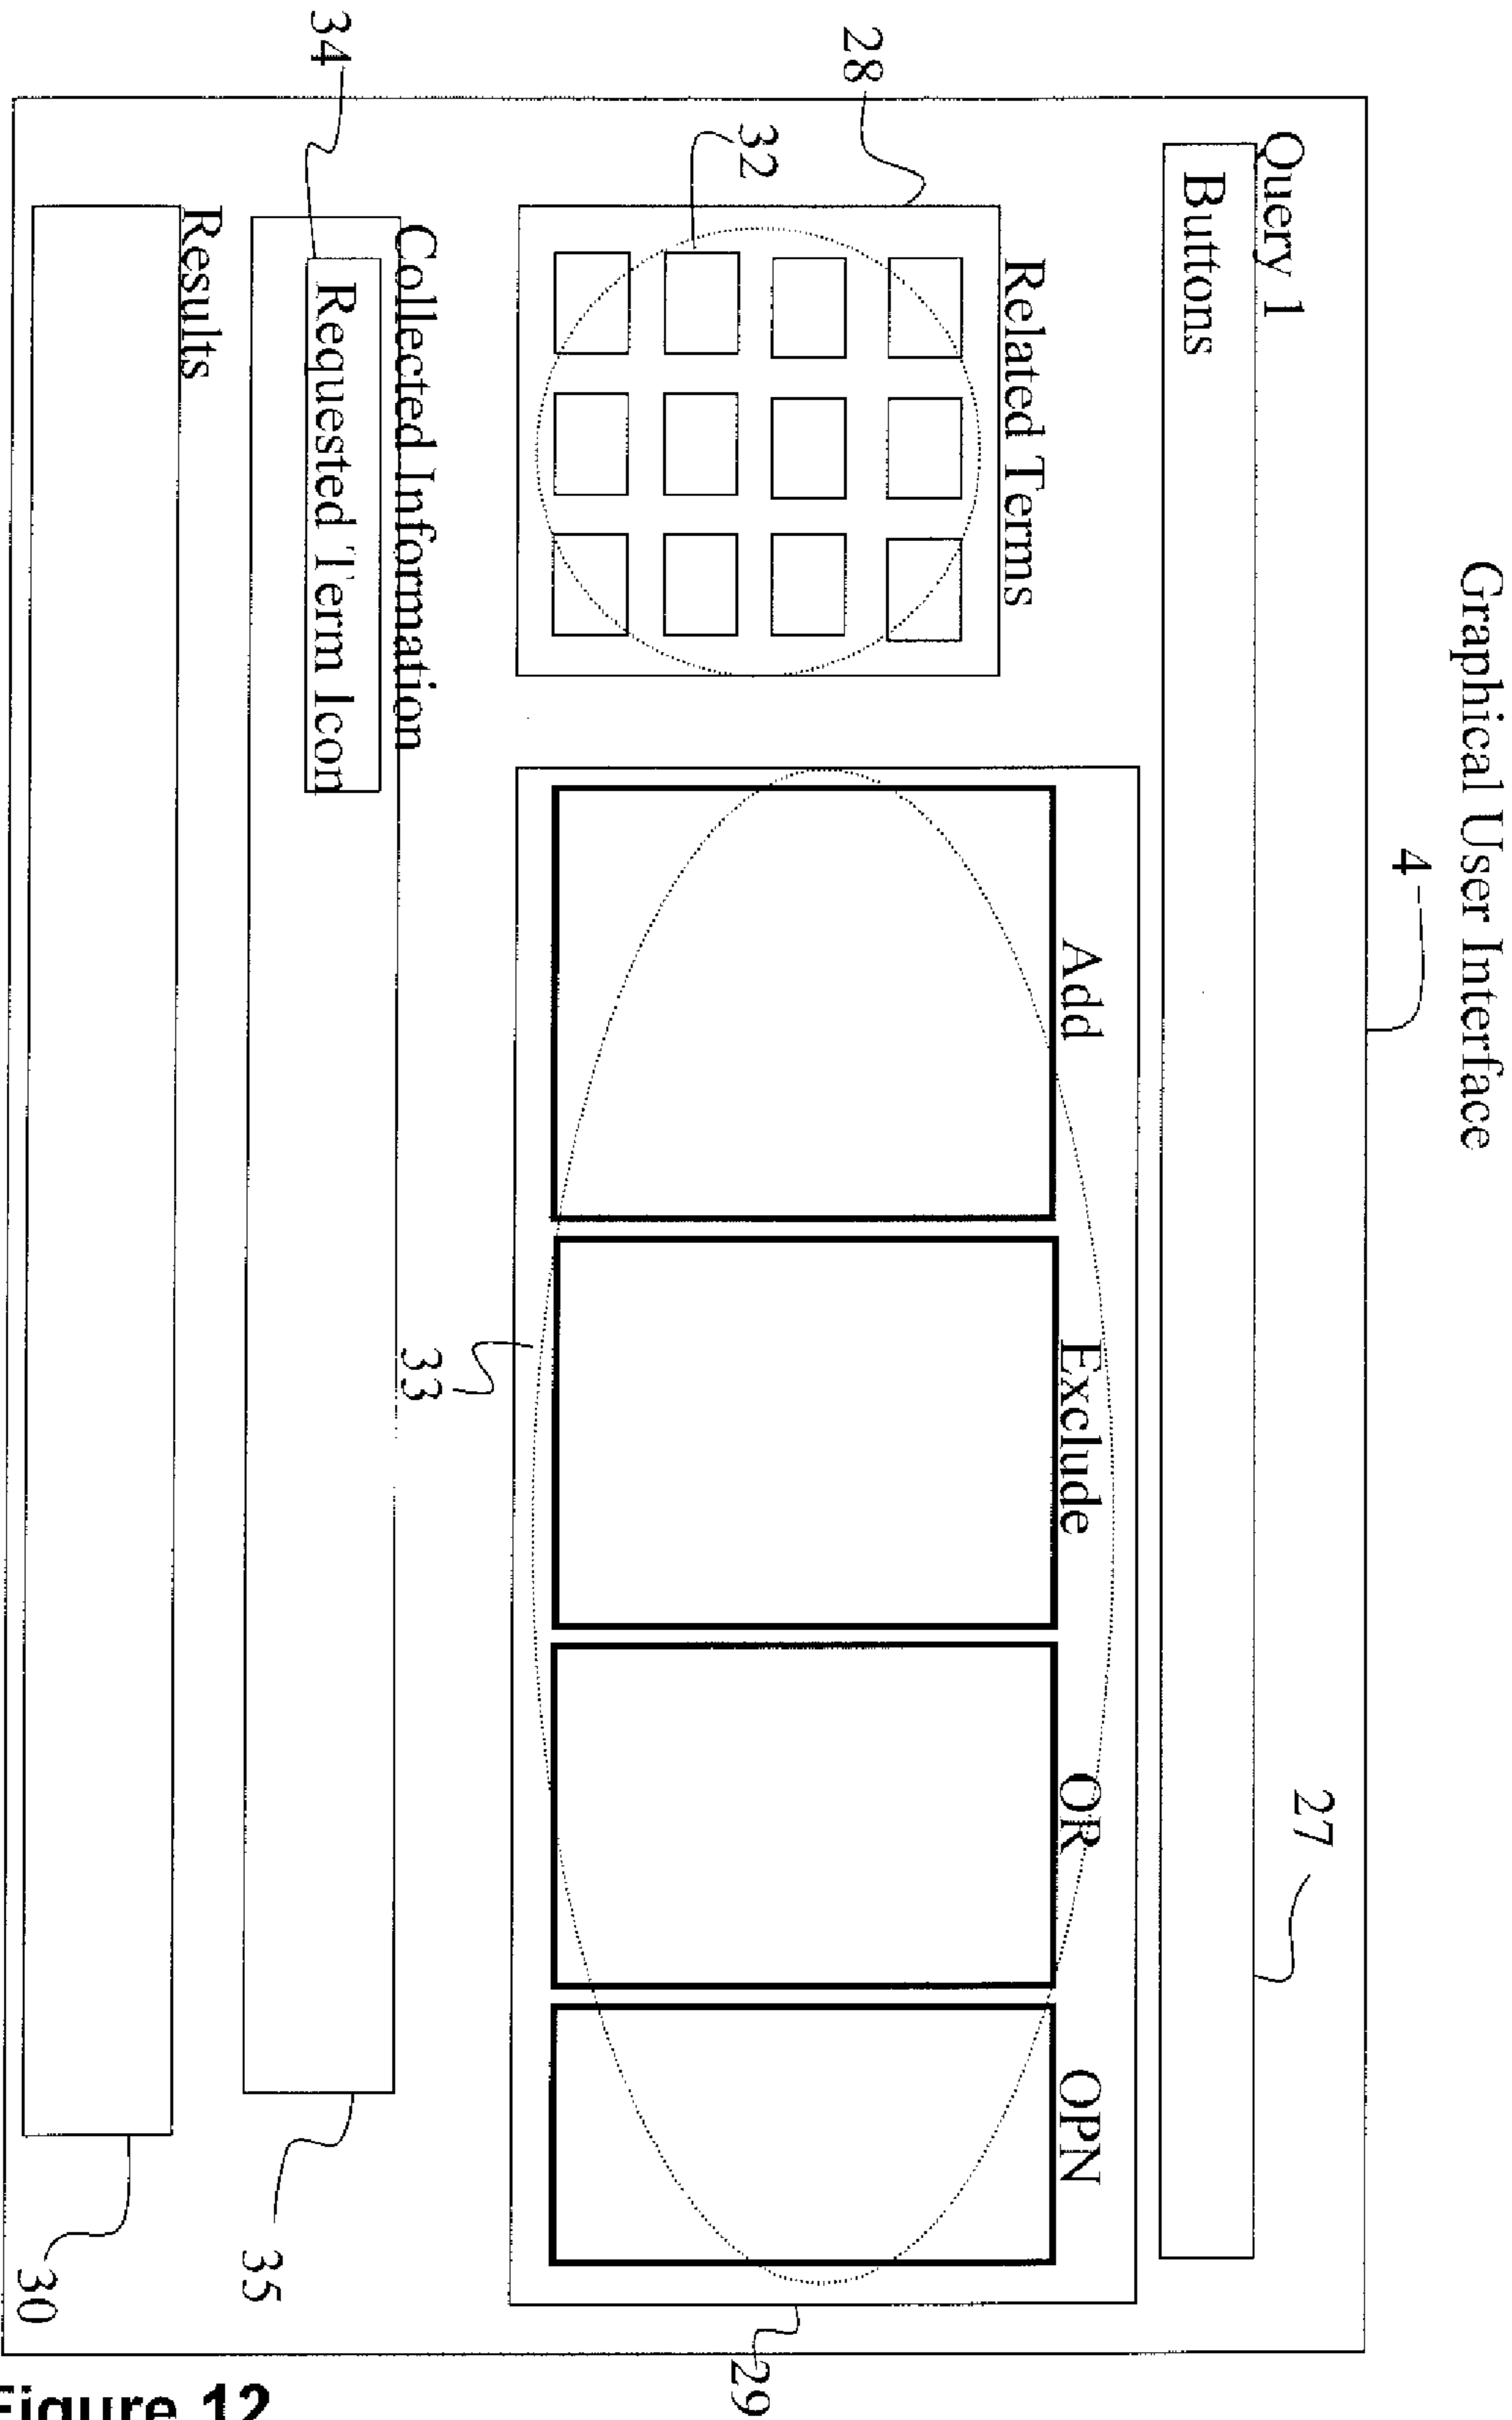 Graphical User Interface
4
27
Query 1
Buttons
28
Related Terms
32
Add
Exclude
OR
OPN
29
33
Collected Information
34
Requested Term Icon
35
Results
30
Figure 12